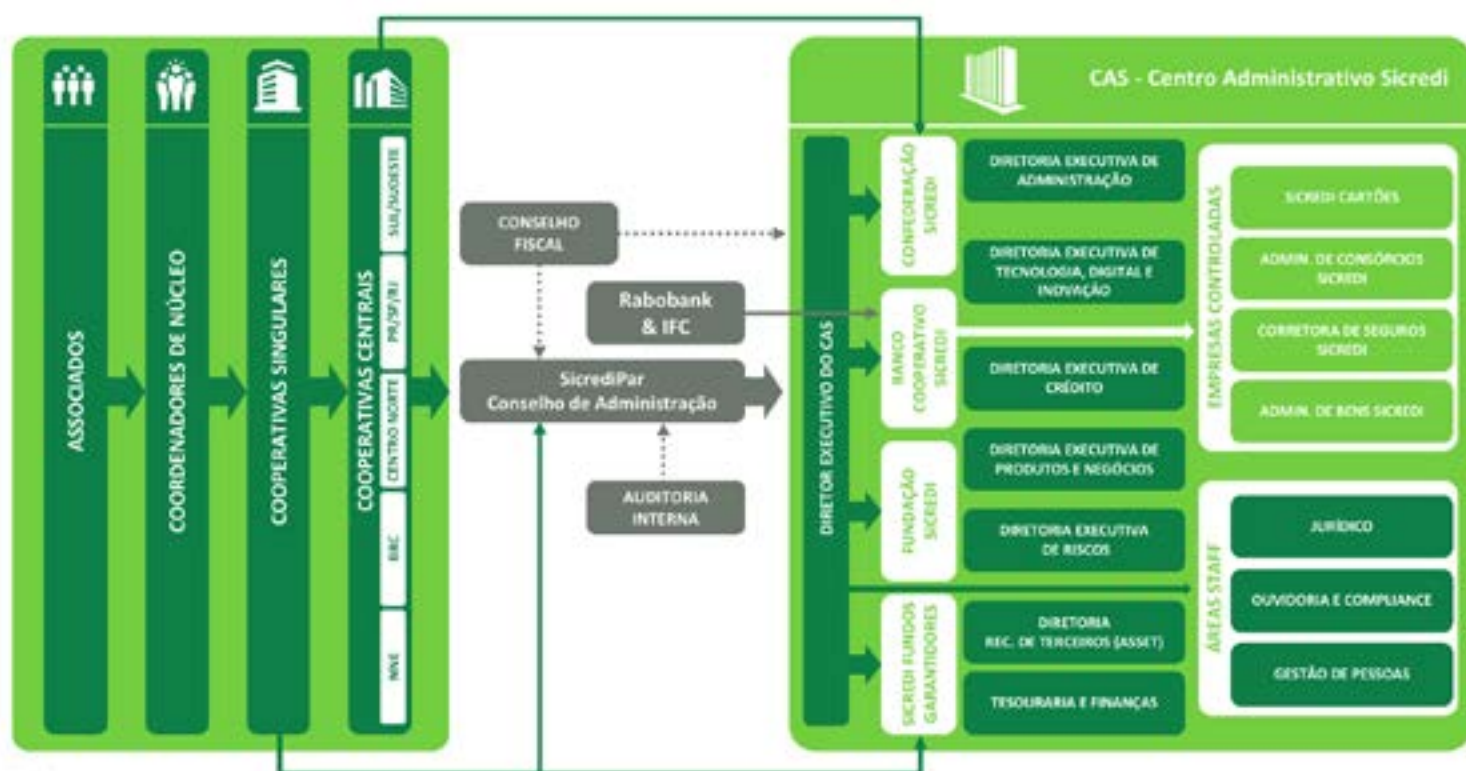 ASSOCIADOS
COORDENADORES DE NÚCLEO
COOPERATIVAS SINGULARES
COOPERATIVAS CENTRAIS
SUL/SUDESTE
PR/SP/RJ
CENTRO NORTE
BRC
NNE
CONSELHO
FISCAL
Rabobank
& IFC
SicrediPar
Conselho de Administração
AUDITORIA
INTERNA
CAS - Centro Administrativo Sicredi
DIRETOR EXECUTIVO DO CAS
CONFEDERAÇÃO
SICREDI
BANCO
COOPERATIVO
SICREDI
FUNDAÇÃO
SICREDI
SICREDI FUNDOS
GARANTIDORES
DIRETORIA EXECUTIVA DE
ADMINISTRAÇÃO
DIRETORIA EXECUTIVA DE
TECNOLOGIA, DIGITAL E
INOVAÇÃO
DIRETORIA EXECUTIVA DE
CRÉDITO
DIRETORIA EXECUTIVA DE
PRODUTOS E NEGÓCIOS
DIRETORIA EXECUTIVA
DE RISCOS
DIRETORIA
REC. DE TERCEIROS (ASSET)
TESOURARIA E FINANÇAS
EMPRESAS CONTROLADAS
SICREDI CARTÕES
ADMIN. DE CONSÓRCIOS
SICREDI
CORRETORA DE SEGUROS
SICREDI
ADMIN. DE BENS SICREDI
ÁREAS STAFF
JURÍDICO
OUVIDORIA E COMPLIANCE
GESTÃO DE PESSOAS